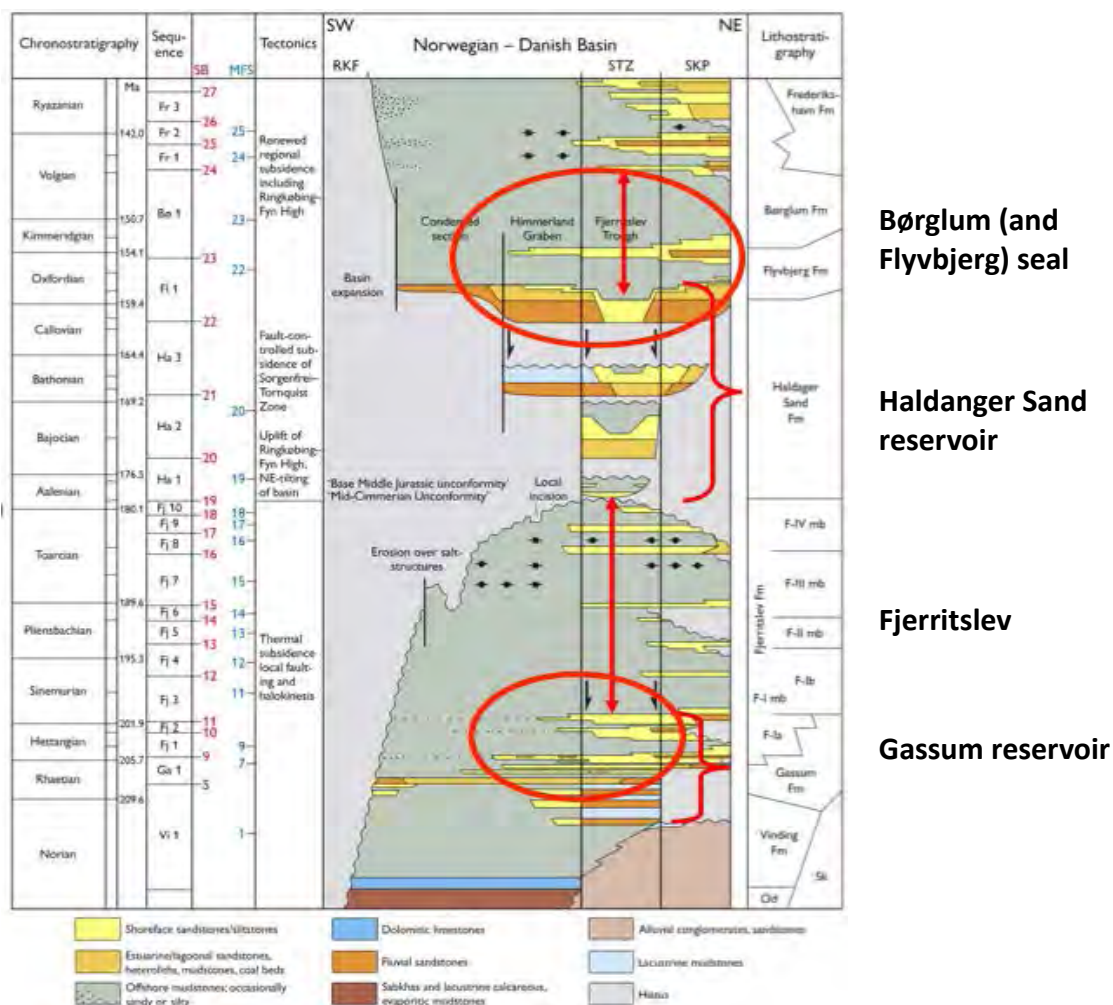 SW
NE
Chronostratigraphy
Sequ-
ence
SB
MFS
Tectonics
Norwegian – Danish Basin
RKF
STZ
SKP
Lithostrati-
graphy
Ma
Ryazanian
142.0
Volgian
150.7
Kimmeridgian
154.1
Oxfordian
159.4
Callovian
164.4
Bathonian
169.2
Bajocian
176.5
Aalenian
180.1
Toarcian
189.6
Pliensbachian
195.3
Sinemurian
201.9
Hettangian
205.7
Rhaetian
209.6
Norian
Fr 3
Fr 2
Fr 1
Bø 1
Fl 1
Ha 3
Ha 2
Ha 1
Fj 10
Fj 9
Fj 8
Fj 7
Fj 6
Fj 5
Fj 4
Fj 3
Fj 2
Fj 1
Ga 1
Vi 1
27
26
25
24
23
22
21
20
19
18
17
16
15
14
13
12
11
10
9
5
25
24
23
22
20
19
18
17
16
15
14
13
12
11
9
7
1
Renewed
regional
subsidence
including
Ringkøbing–
Fyn High
Fault-
controlled sub-
sidence of
Sorgenfrei–
Tornquist
Zone
Uplift of
Ringkøbing–
Fyn High,
NE-tilting
of basin
Thermal
subsidence
local fault-
ing and
halokinesis
Condensed
section
Himmerland
Graben
Fjerritslev
Trough
Basin
expansion
'Base Middle Jurassic unconformity'
'Mid-Cimmerian Unconformity'
Local
incision
Erosion over salt-
structures
Frederiks-
havn Fm
Børglum Fm
Flyvbjerg Fm
Haldager
Sand
Fm
Fjerritslev Fm
F-IV mb
F-III mb
F-II mb
F-Ib
F-I mb
F-Ia
Gassum
Fm
Vinding
Fm
Sk
Od
Børglum (and
Flyvbjerg) seal
Haldanger Sand
reservoir
Fjerritslev
Gassum reservoir
Shoreface sandstones/siltstones
Estuarine/lagoonal sandstones,
heteroliths, mudstones, coal beds
Offshore mudstones; occasionally
sandy or silty
Dolomitic limestones
Fluvial sandstones
Sabkha and lacustrine calcareous,
evaporitic mudstones
Alluvial conglomerates, sandstones
Lacustrine mudstones
Hiatus